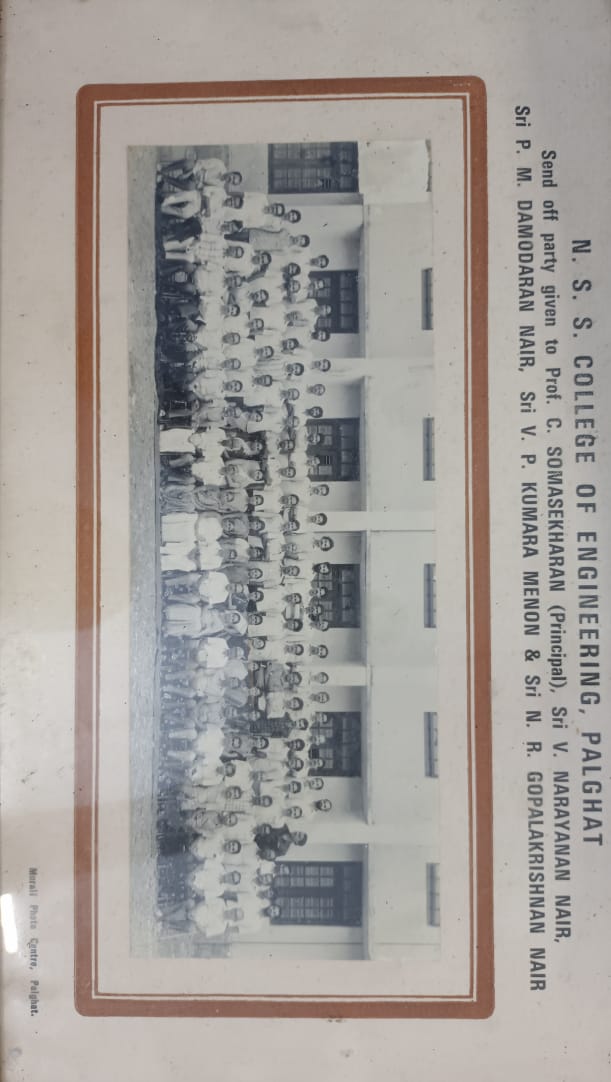 N. S. S. COLLEGE OF ENGINEERING, PALGHAT
Send off party given to Prof. C. SOMASEKHARAN (Principal), Sri V. NARAYANAN NAIR,
Sri P. M. DAMODARAN NAIR, Sri V. P. KUMARA MENON & Sri N. R. GOPALAKRISHNAN NAIR
Murali Photo Centre, Palghat.